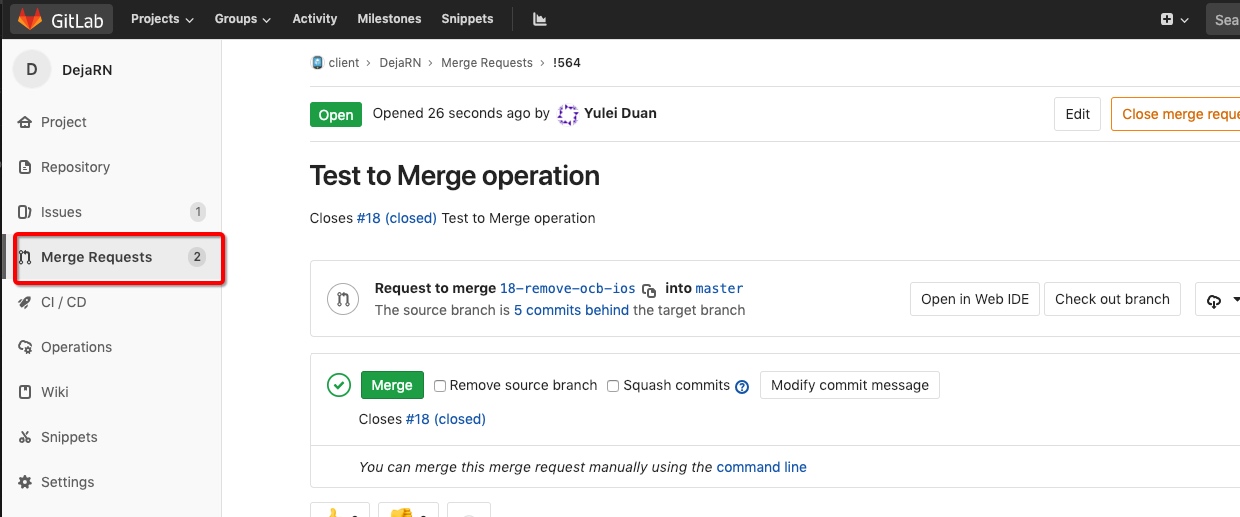 GitLab Projects Groups Activity Milestones Snippets Sea
D DejaRN
client › DejaRN › Merge Requests › !564
Open Opened 26 seconds ago by Yulei Duan Edit Close merge reque
Project
Repository
Issues 1
Merge Requests 2
CI / CD
Operations
Wiki
Snippets
Settings
Test to Merge operation
Closes #18 (closed) Test to Merge operation
Request to merge 18-remove-ocb-ios into master
The source branch is 5 commits behind the target branch
Open in Web IDE Check out branch
Merge Remove source branch Squash commits ? Modify commit message
Closes #18 (closed)
You can merge this merge request manually using the command line